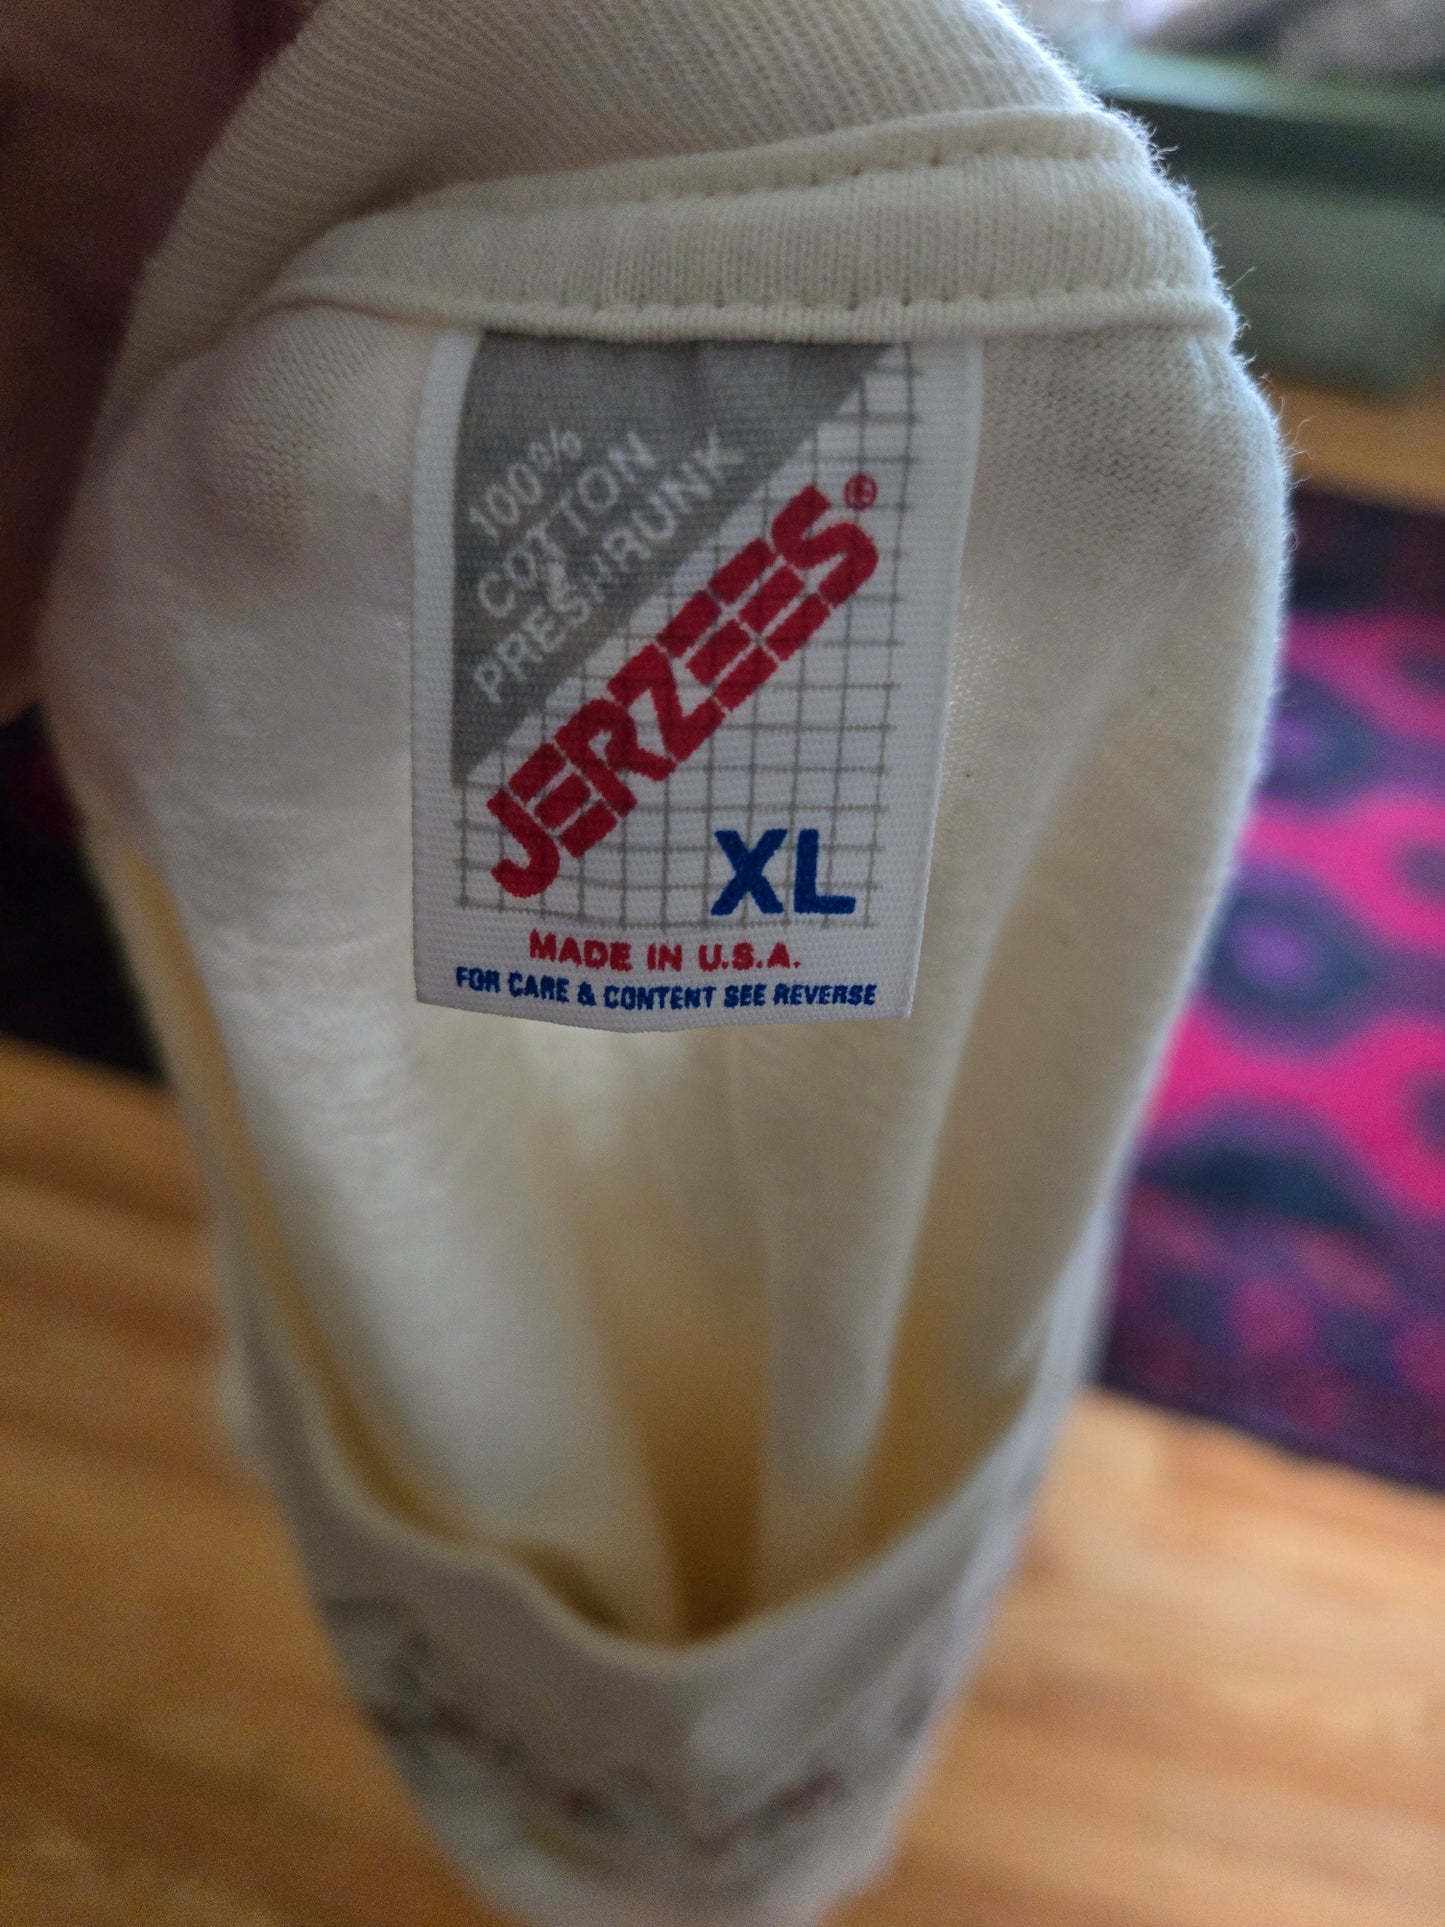 100%
COTTON
PRESHRUNK
JERZEES®
XL
MADE IN U.S.A.
FOR CARE & CONTENT SEE REVERSE